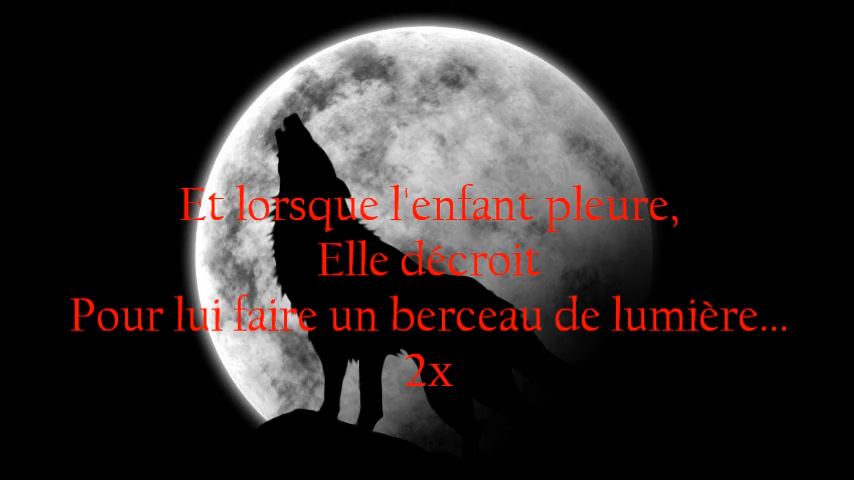 Et lorsque l'enfant pleure,
Elle décroit
Pour lui faire un berceau de lumière...
2x